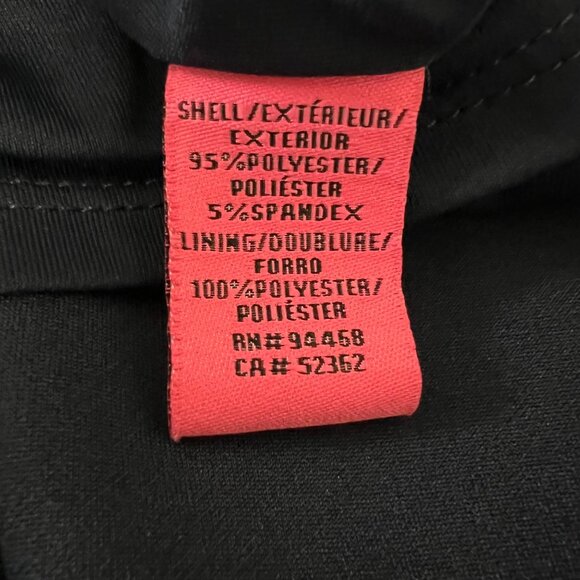 SHELL/EXTÉRIEUR/
EXTERIOR
95%POLYESTER/
POLIÉSTER
5%SPANDEX
LINING/DOUBLURE/
FORRO
100%POLYESTER/
POLIÉSTER
RN# 94468
CA# 52362